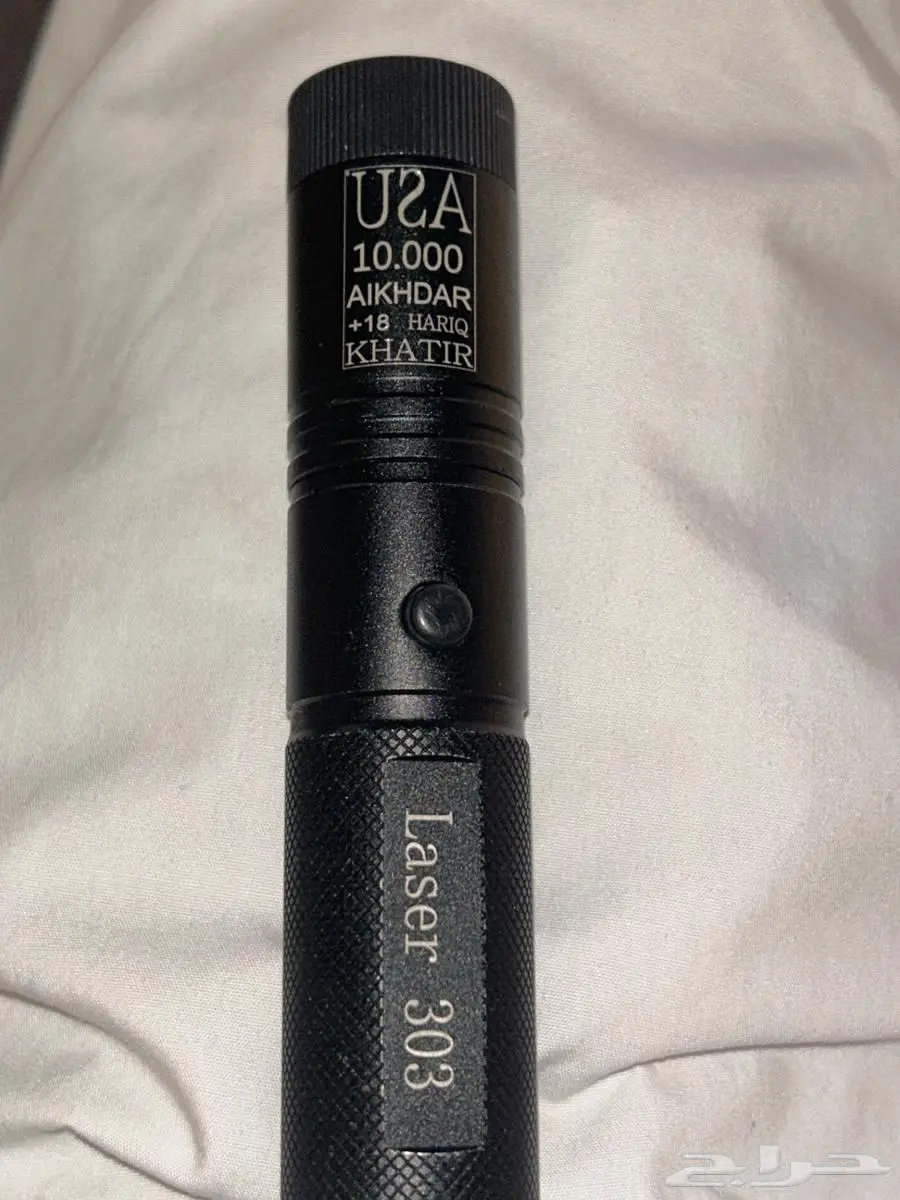 USA
10.000
AIKHDAR
+18 HARIQ
KHATIR
Laser 303
حراج